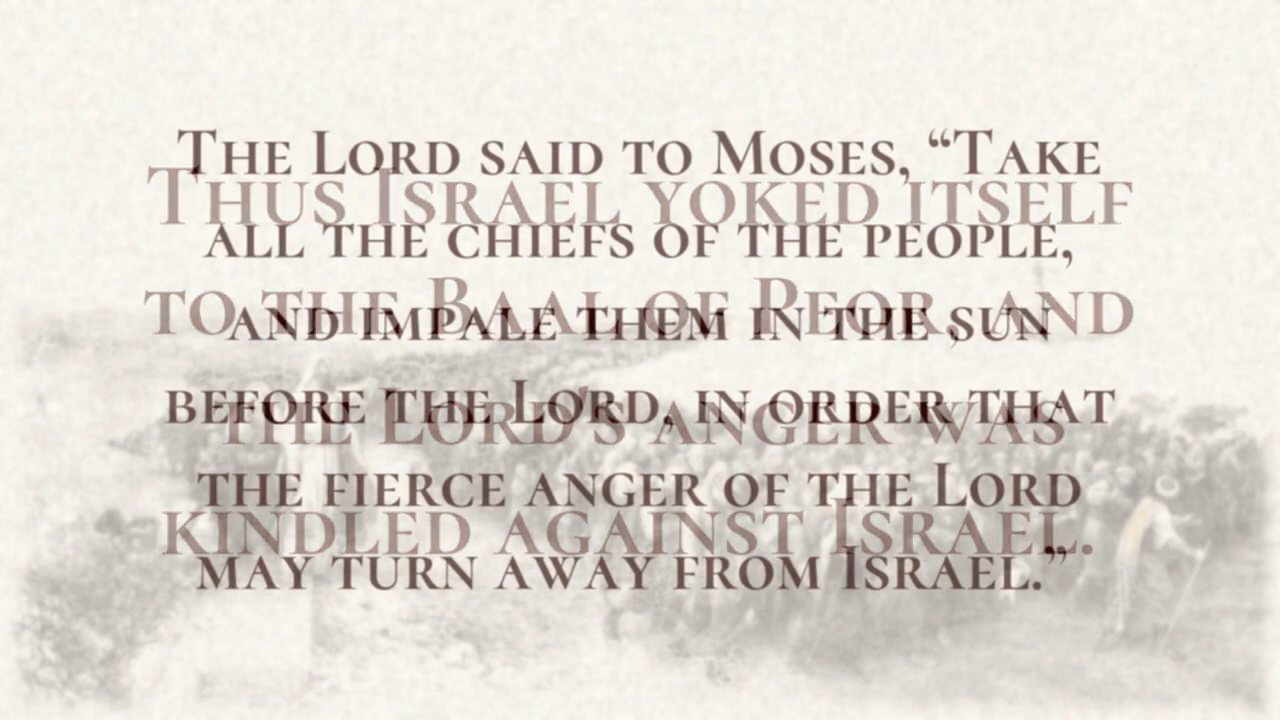 The Lord said to Moses, “Take
Thus Israel yoked itself
all the chiefs of the people,
to the Baal of Peor, and
and impale them in the sun
before the Lord, in order that
the Lord’s anger was
the fierce anger of the Lord
kindled against Israel.
may turn away from Israel.”